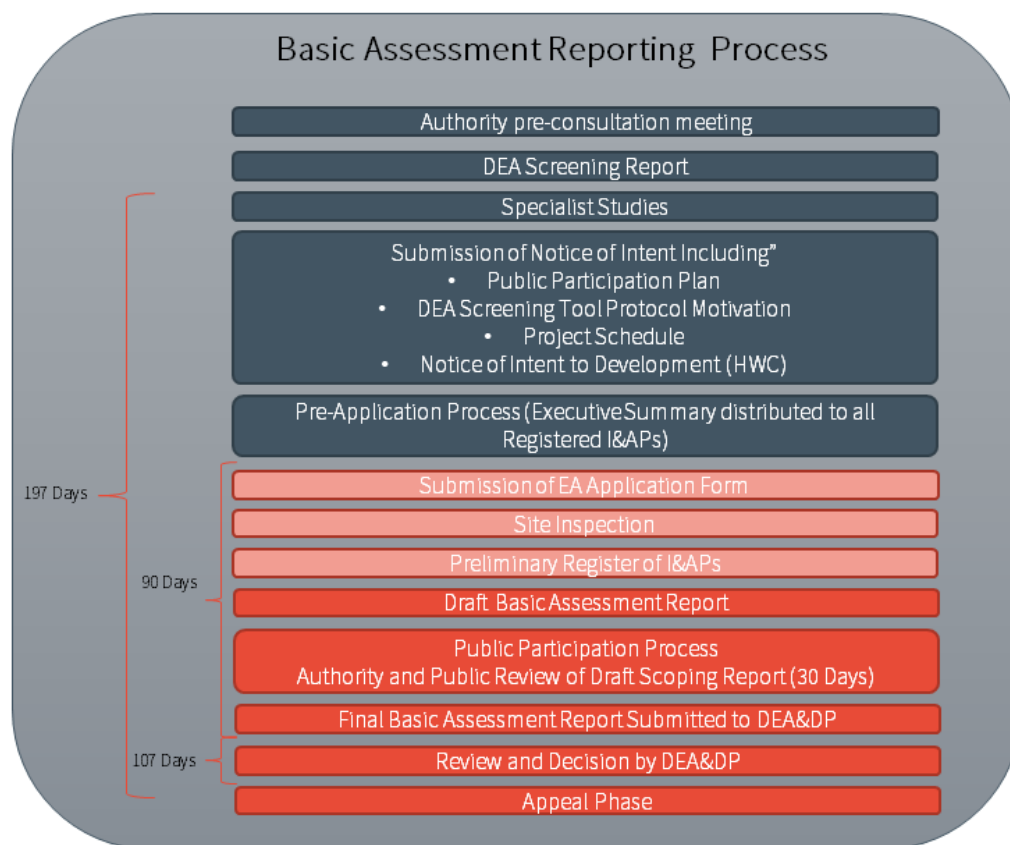 Basic Assessment Reporting Process
Authority pre-consultation meeting
DEA Screening Report
Specialist Studies
Submission of Notice of Intent Including”
• Public Participation Plan
• DEA Screening Tool Protocol Motivation
• Project Schedule
• Notice of Intent to Development (HWC)
Pre-Application Process (Executive Summary distributed to all
Registered I&APs)
197 Days
Submission of EA Application Form
Site Inspection
Preliminary Register of I&APs
90 Days
Draft Basic Assessment Report
Public Participation Process
Authority and Public Review of Draft Scoping Report (30 Days)
Final Basic Assessment Report Submitted to DEA&DP
107 Days
Review and Decision by DEA&DP
Appeal Phase